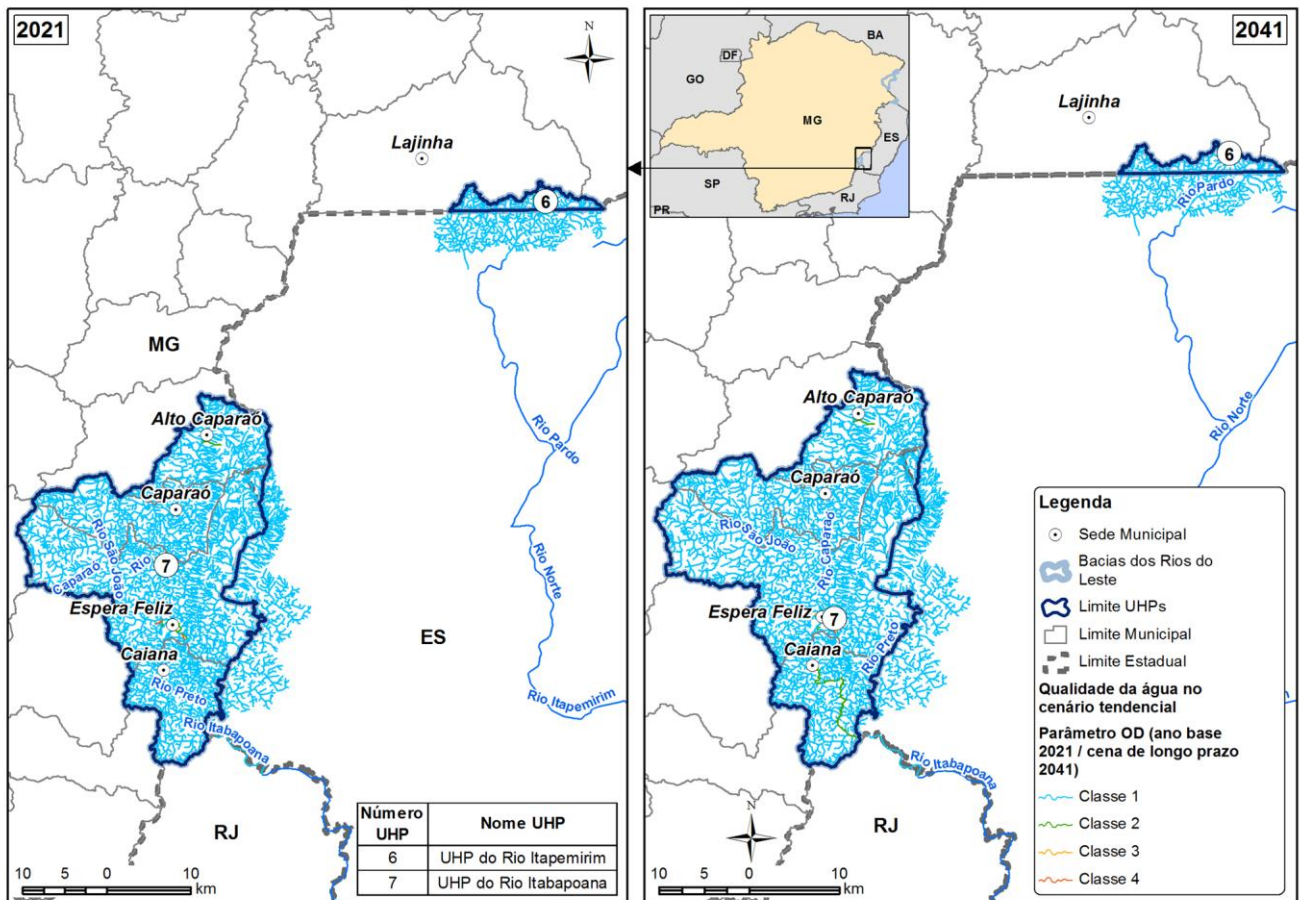 2021
N
Lajinha
6
MG
Rio Pardo
Alto Caparaó
Caparaó
Rio São João
Rio
Caparaó
7
Rio Norte
Espera Feliz
ES
Caiana
Rio Preto
Rio Itabapoana
Rio Itapemirim
RJ
Número UHP
Nome UHP
6
UHP do Rio Itapemirim
7
UHP do Rio Itabapoana
10 5 0 10
km
2041
BA
DF
GO
MG
ES
SP
RJ
PR
Lajinha
6
Rio Pardo
Rio Norte
Alto Caparaó
Caparaó
Rio São João
Rio Caparaó
Espera Feliz
7
Caiana
Rio Preto
Rio Itabapoana
N
RJ
10 5 0 10
km
Legenda
Sede Municipal
Bacias dos Rios do
Leste
Limite UHPs
Limite Municipal
Limite Estadual
Qualidade da água no
cenário tendencial
Parâmetro OD (ano base
2021 / cena de longo prazo
2041)
Classe 1
Classe 2
Classe 3
Classe 4